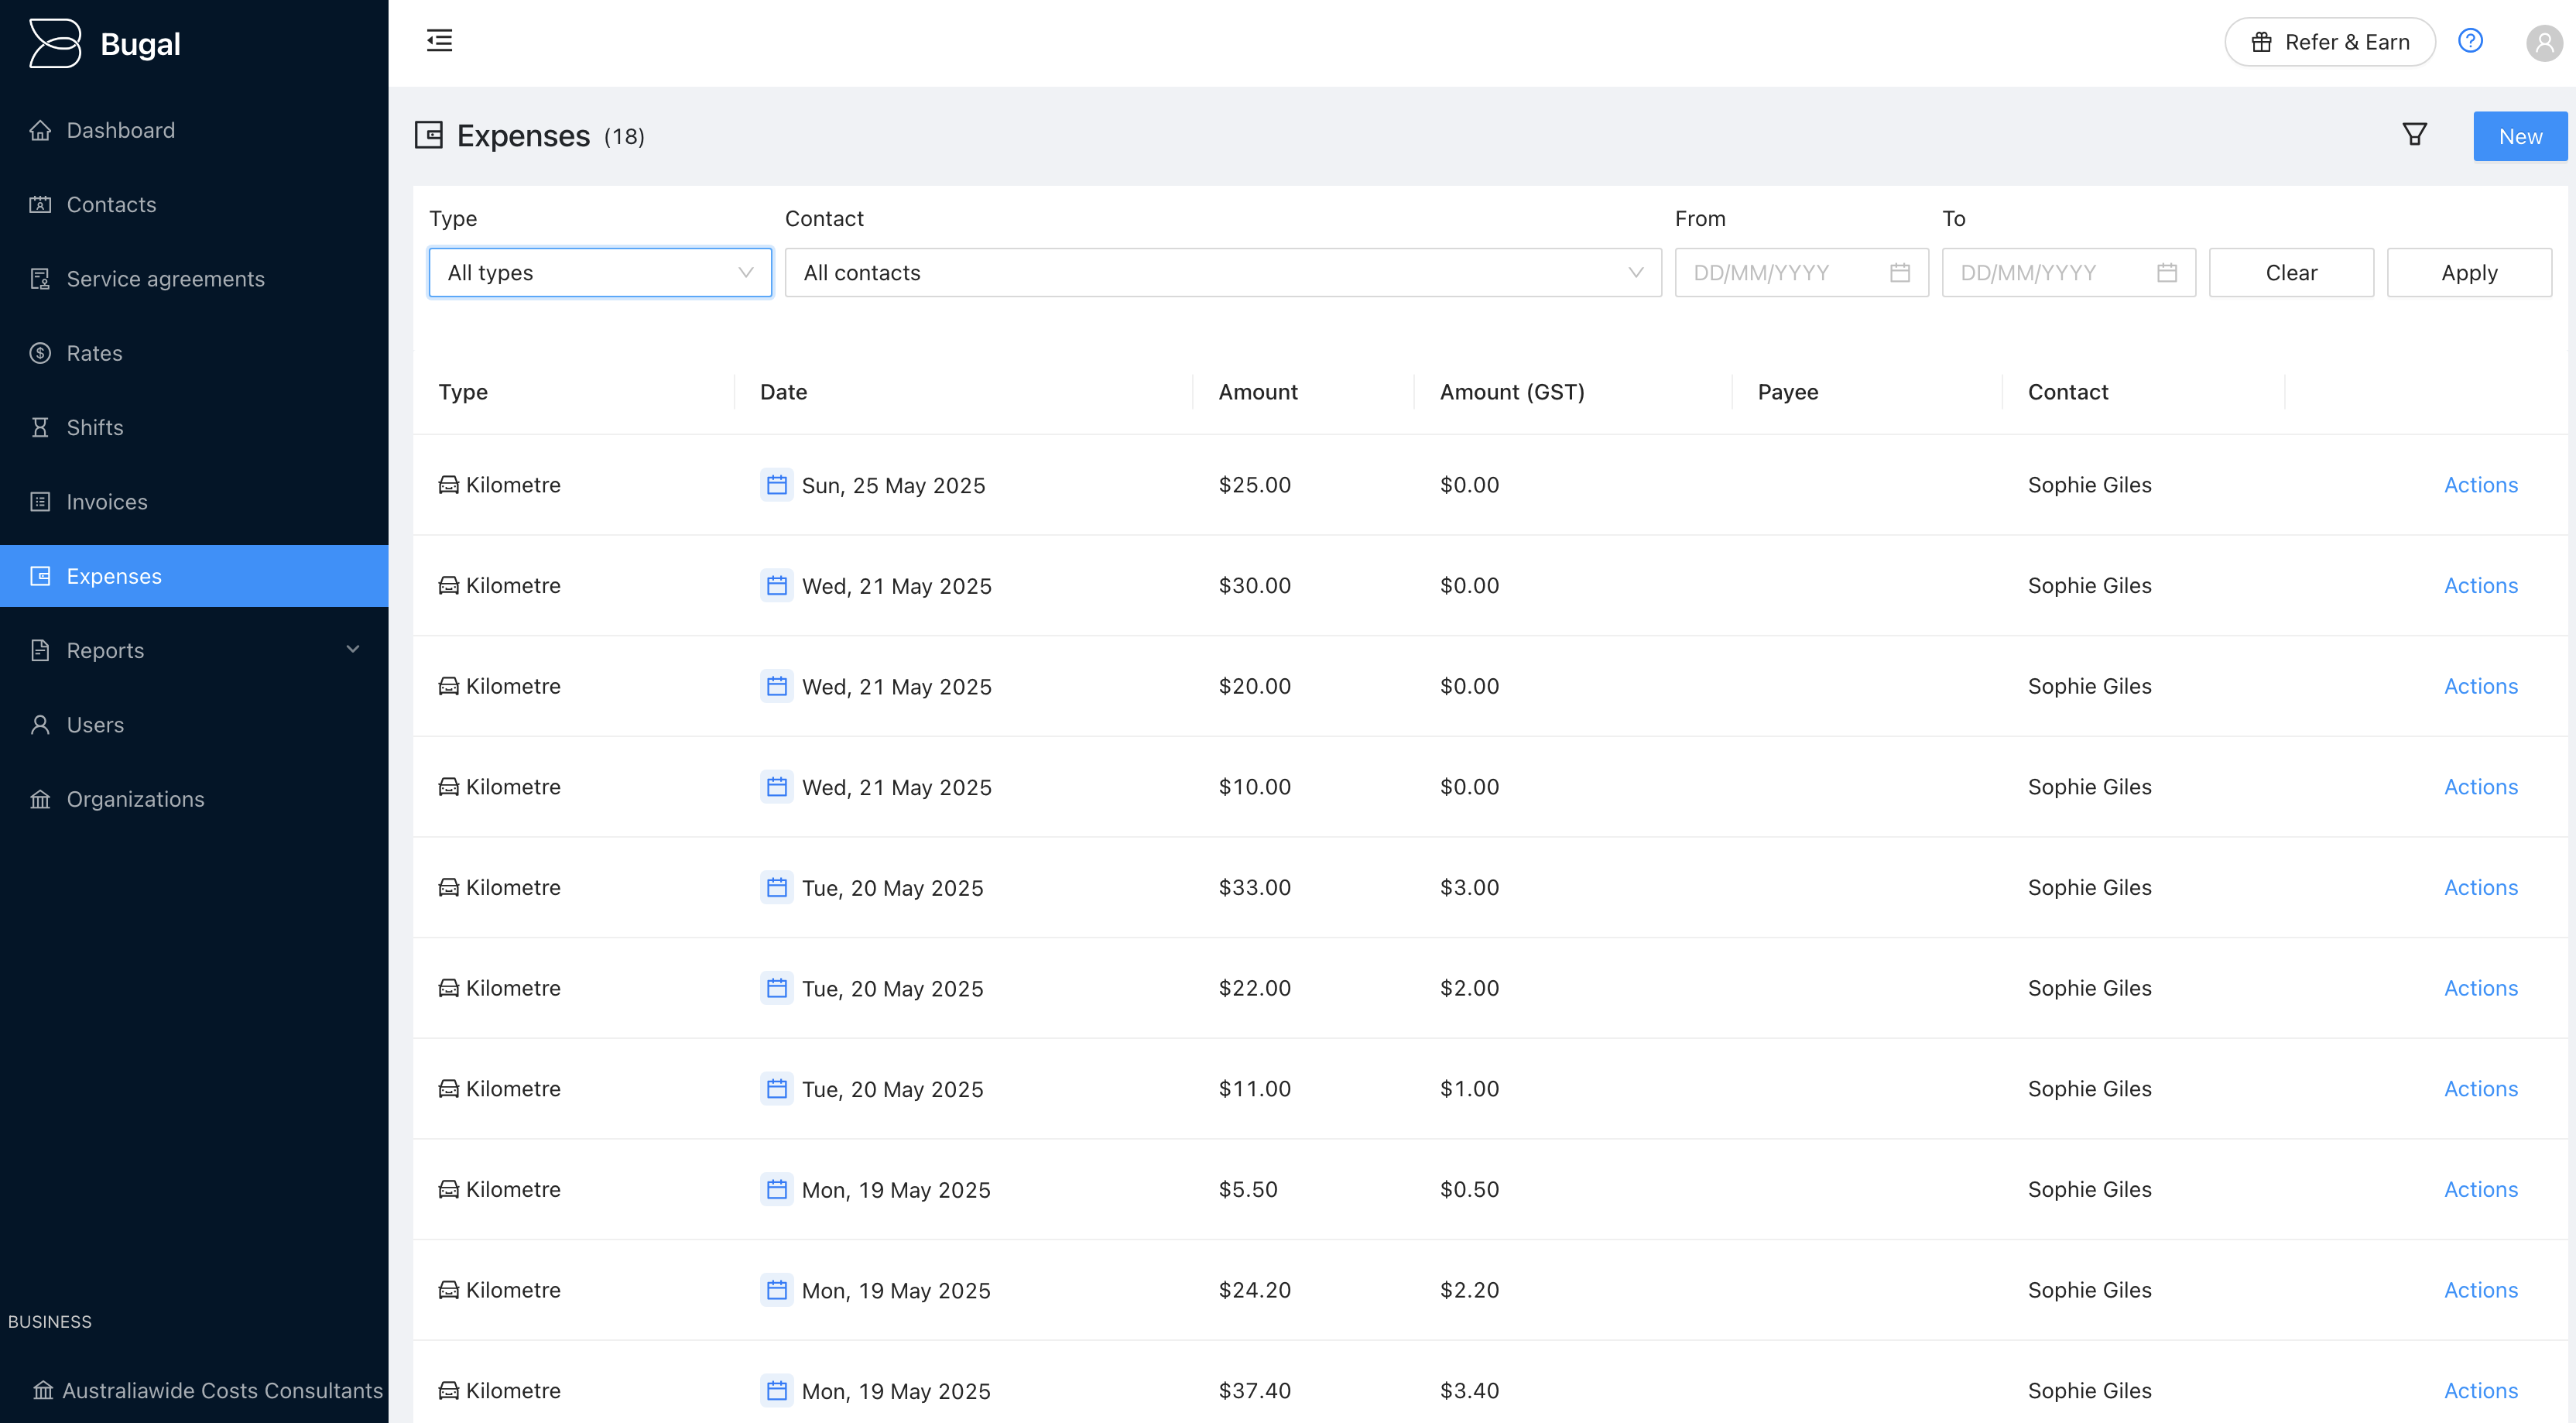 Bugal
Refer & Earn
Dashboard
Contacts
Service agreements
Rates
Shifts
Invoices
Expenses
Reports
Users
Organizations
BUSINESS
Australiawide Costs Consultants
Expenses (18)
New
Type Contact From To
All types All contacts DD/MM/YYYY DD/MM/YYYY Clear Apply
Type Date Amount Amount (GST) Payee Contact
Kilometre Sun, 25 May 2025 $25.00 $0.00 Sophie Giles Actions
Kilometre Wed, 21 May 2025 $30.00 $0.00 Sophie Giles Actions
Kilometre Wed, 21 May 2025 $20.00 $0.00 Sophie Giles Actions
Kilometre Wed, 21 May 2025 $10.00 $0.00 Sophie Giles Actions
Kilometre Tue, 20 May 2025 $33.00 $3.00 Sophie Giles Actions
Kilometre Tue, 20 May 2025 $22.00 $2.00 Sophie Giles Actions
Kilometre Tue, 20 May 2025 $11.00 $1.00 Sophie Giles Actions
Kilometre Mon, 19 May 2025 $5.50 $0.50 Sophie Giles Actions
Kilometre Mon, 19 May 2025 $24.20 $2.20 Sophie Giles Actions
Kilometre Mon, 19 May 2025 $37.40 $3.40 Sophie Giles Actions